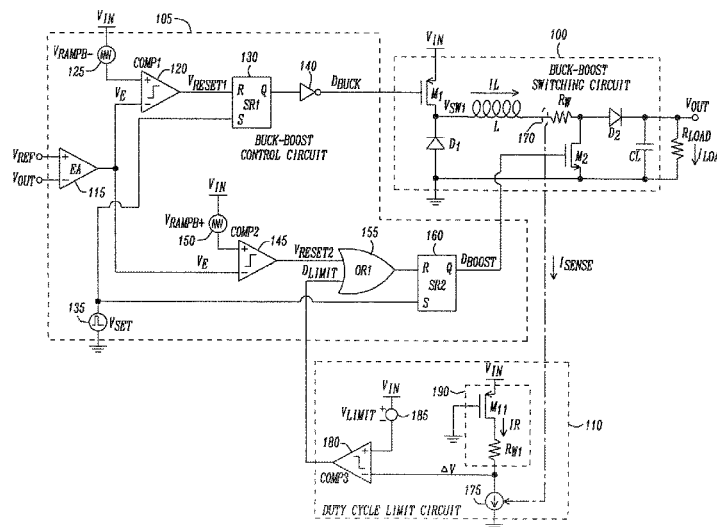 105
100
V_IN
V_RAMPB-
125
COMP1
120
V_RESET1
130
R Q
SR1
S
140
D_BUCK
BUCK-BOOST
CONTROL CIRCUIT
V_IN
M1
V_SW1
IL
L
170
R_W
D1
D2
M2
CL
BUCK-BOOST
SWITCHING CIRCUIT
V_OUT
R_LOAD
V_E
V_REF
V_OUT
+
-
EA
115
V_IN
V_RAMPB+
150
COMP2
145
V_E
V_RESET2
D_LIMIT
155
OR1
160
R Q
SR2
S
D_BOOST
I_SENSE
135
V_SET
V_IN
V_LIMIT
+
-
186
180
COMP3
190
V_IN
M11
IR
R_W1
ΔV
175
110
DUTY CYCLE LIMIT CIRCUIT